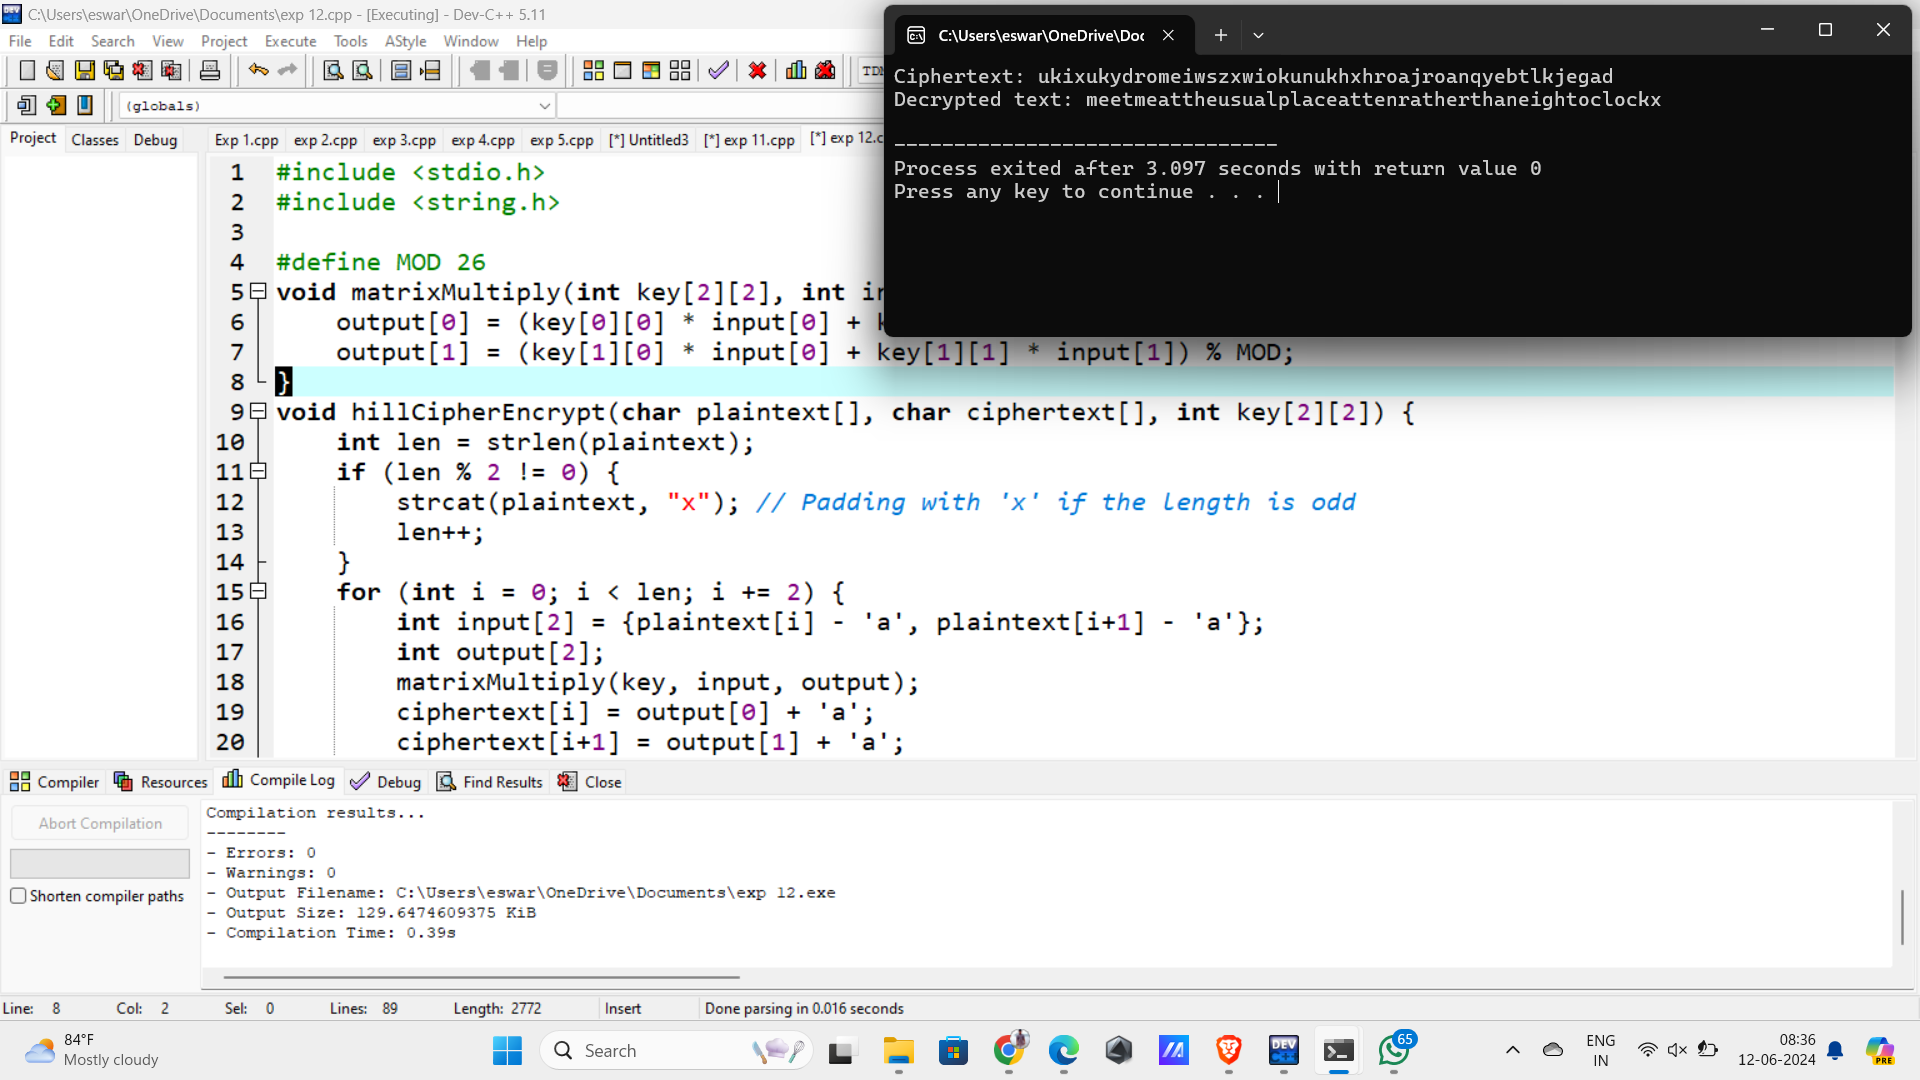 C:\Users\eswar\OneDrive\Documents\exp 12.cpp - [Executing] - Dev-C++ 5.11
File Edit Search View Project Execute Tools AStyle Window Help
(globals)
Project Classes Debug
Exp 1.cpp exp 2.cpp exp 3.cpp exp 4.cpp exp 5.cpp [*] Untitled3 [*] exp 11.cpp [*] exp 12.c
C:\Users\eswar\OneDrive\Doc
Ciphertext: ukixukydromeiwszxwiokunukhxhroajroanqyebtlkjegad
Decrypted text: meetmeattheusualplaceattenratherthaneightoclockx
--------------------------------
Process exited after 3.097 seconds with return value 0
Press any key to continue . . .
1 #include <stdio.h>
2 #include <string.h>
3
4 #define MOD 26
5 void matrixMultiply(int key[2][2], int in
6 output[0] = (key[0][0] * input[0] + k
7 output[1] = (key[1][0] * input[0] + key[1][1] * input[1]) % MOD;
8 }
9 void hillCipherEncrypt(char plaintext[], char ciphertext[], int key[2][2]) {
10 int len = strlen(plaintext);
11 if (len % 2 != 0) {
12 strcat(plaintext, "x"); // Padding with 'x' if the length is odd
13 len++;
14 }
15 for (int i = 0; i < len; i += 2) {
16 int input[2] = {plaintext[i] - 'a', plaintext[i+1] - 'a'};
17 int output[2];
18 matrixMultiply(key, input, output);
19 ciphertext[i] = output[0] + 'a';
20 ciphertext[i+1] = output[1] + 'a';
Compiler Resources Compile Log Debug Find Results Close
Abort Compilation
Shorten compiler paths
Compilation results...
--------
- Errors: 0
- Warnings: 0
- Output Filename: C:\Users\eswar\OneDrive\Documents\exp 12.exe
- Output Size: 129.6474609375 KiB
- Compilation Time: 0.39s
Line: 8 Col: 2 Sel: 0 Lines: 89 Length: 2772 Insert Done parsing in 0.016 seconds
84°F
Mostly cloudy
Search
DEV
65
ENG
IN
08:36
12-06-2024
PRE